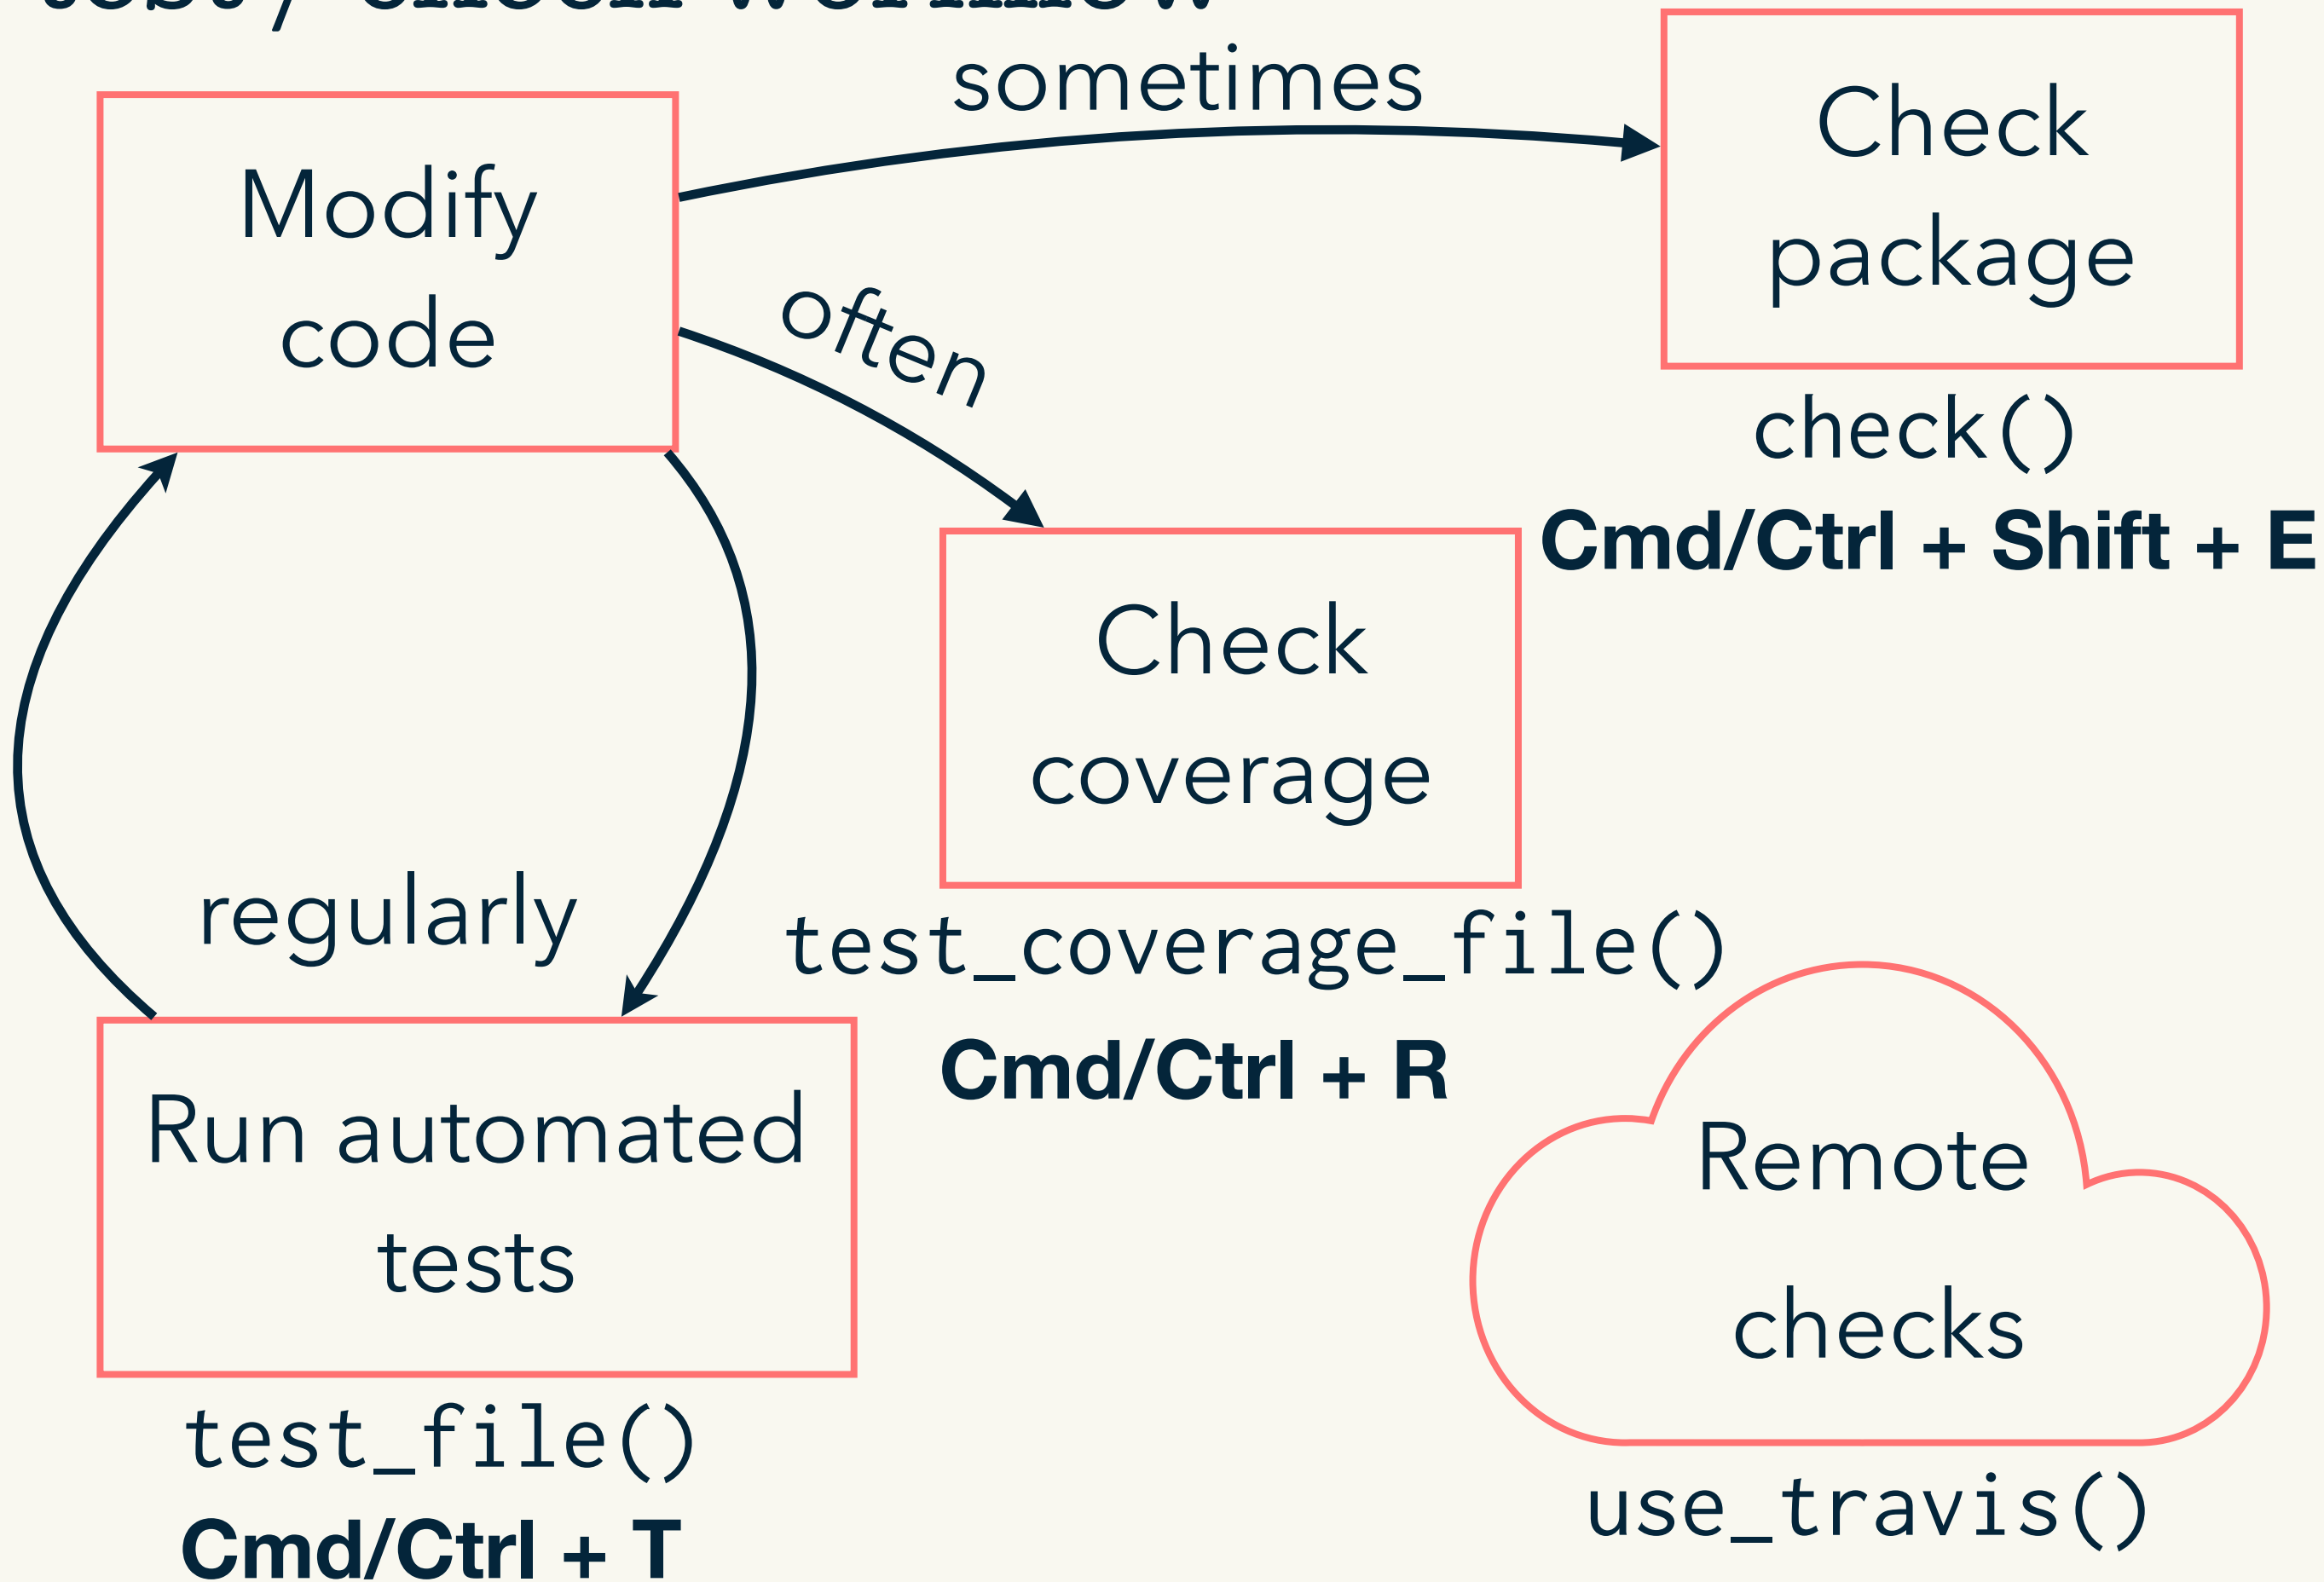 sometimes
Check
package
check()
Cmd/Ctrl + Shift + E
Modify
code
often
Check
coverage
test_coverage_file()
Cmd/Ctrl + R
regularly
Run automated
tests
test_file()
Cmd/Ctrl + T
Remote
checks
use_travis()